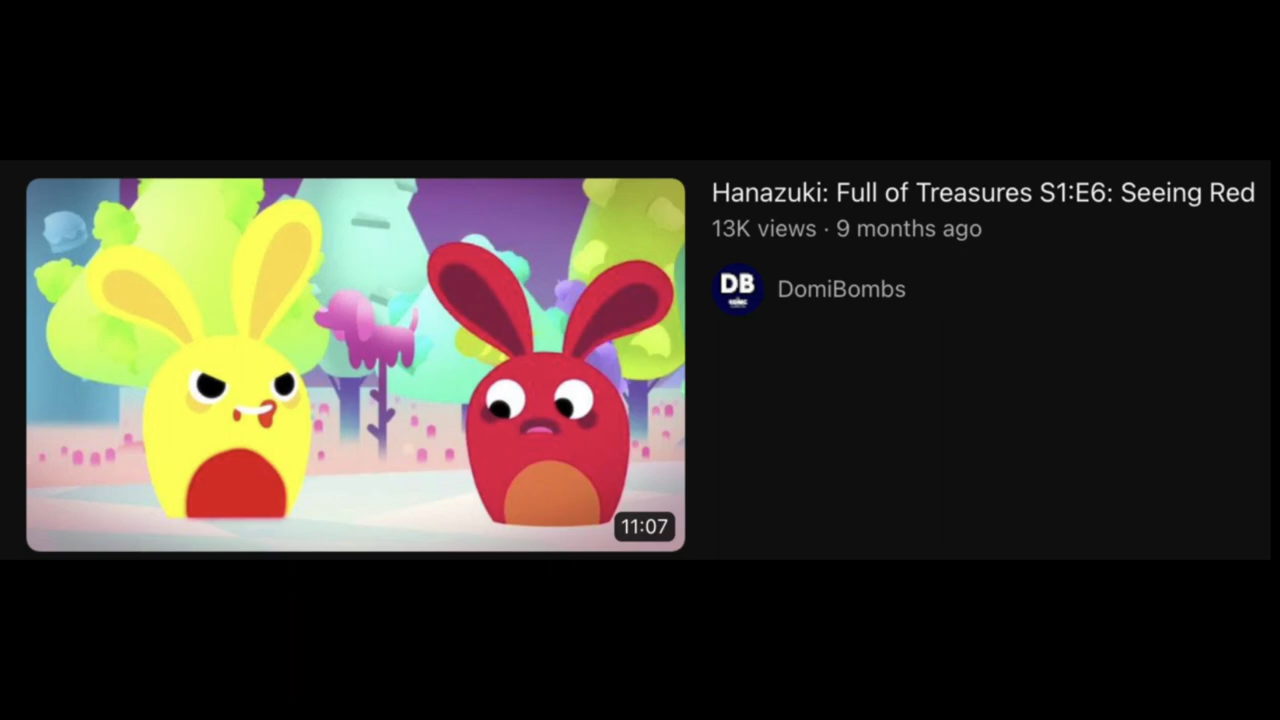 Hanazuki: Full of Treasures S1:E6: Seeing Red
13K views · 9 months ago
DB
DomiBombs
11:07